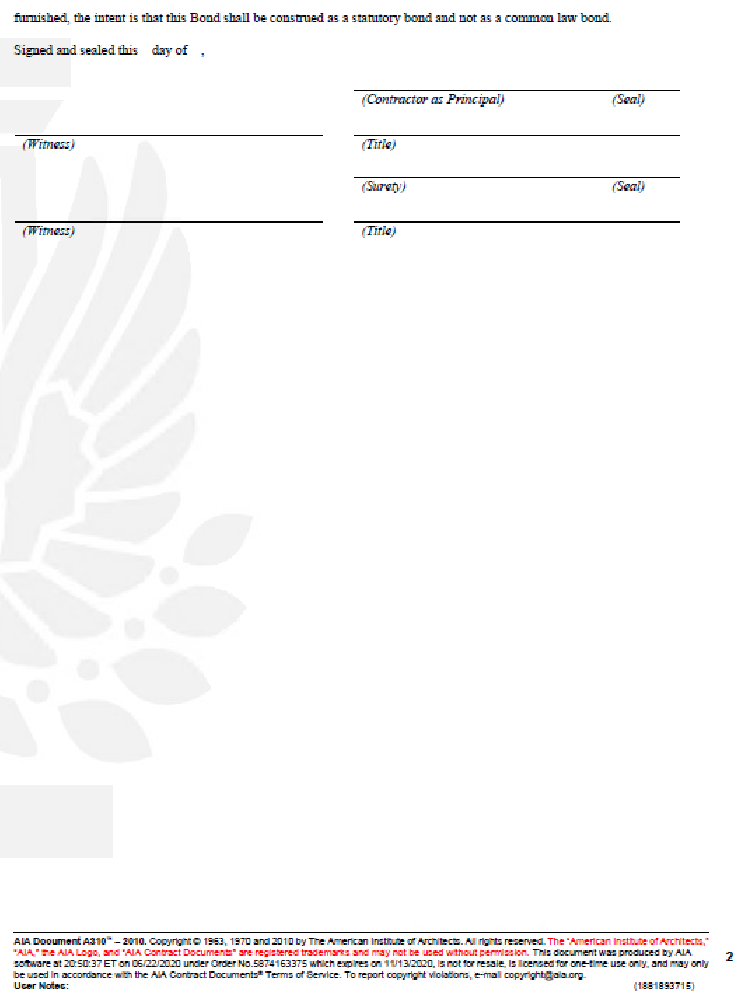 furnished, the intent is that this Bond shall be construed as a statutory bond and not as a common law bond.
Signed and sealed this day of ,
(Contractor as Principal) (Seal)
(Witness) (Title)
(Surety) (Seal)
(Witness) (Title)
AIA Document A310™ – 2010. Copyright © 1963, 1970 and 2010 by The American Institute of Architects. All rights reserved. The "American Institute of Architects,"
"AIA," the AIA Logo, and "AIA Contract Documents" are registered trademarks and may not be used without permission. This document was produced by AIA
software at 20:50:37 ET on 06/22/2020 under Order No.5874163375 which expires on 11/13/2020, is not for resale, is licensed for one-time use only, and may only
be used in accordance with the AIA Contract Documents® Terms of Service. To report copyright violations, e-mail copyright@aia.org.
User Notes: (1881893715)
2